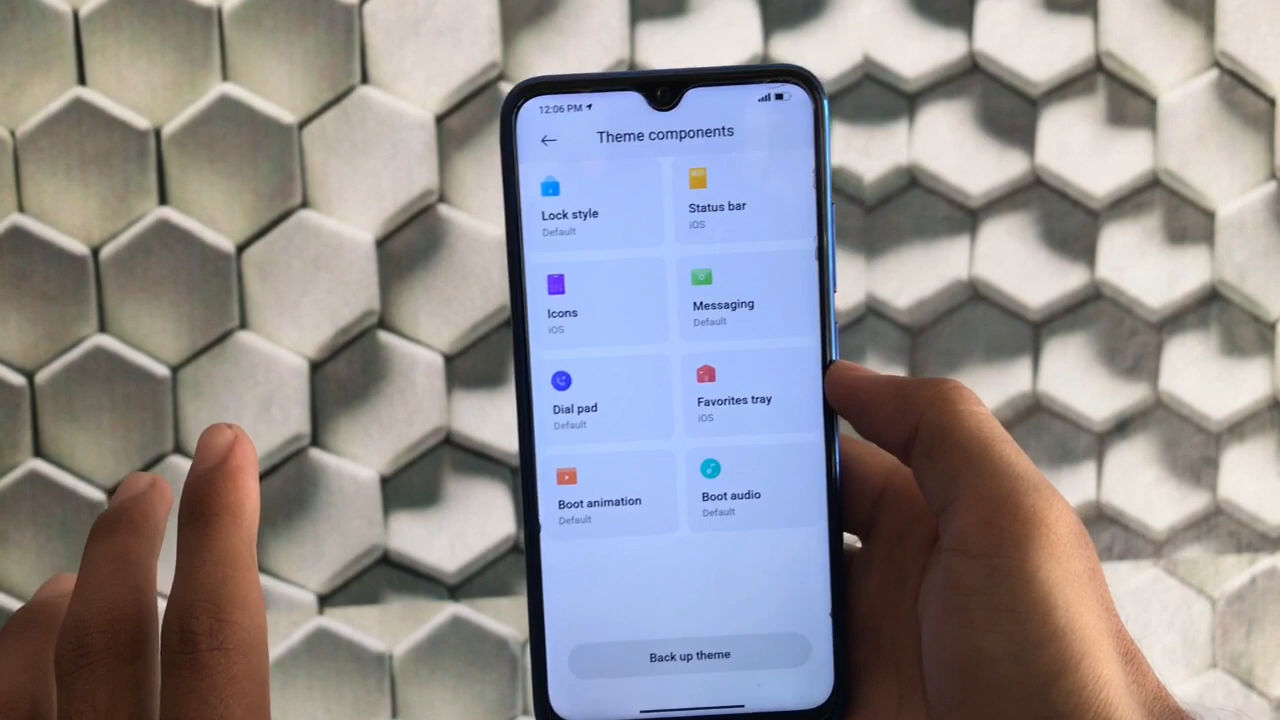 12:06 PM
Theme components
Lock style
Default
Status bar
iOS
Icons
iOS
Messaging
Default
Dial pad
Default
Favorites tray
iOS
Boot animation
Default
Boot audio
Default
Back up theme